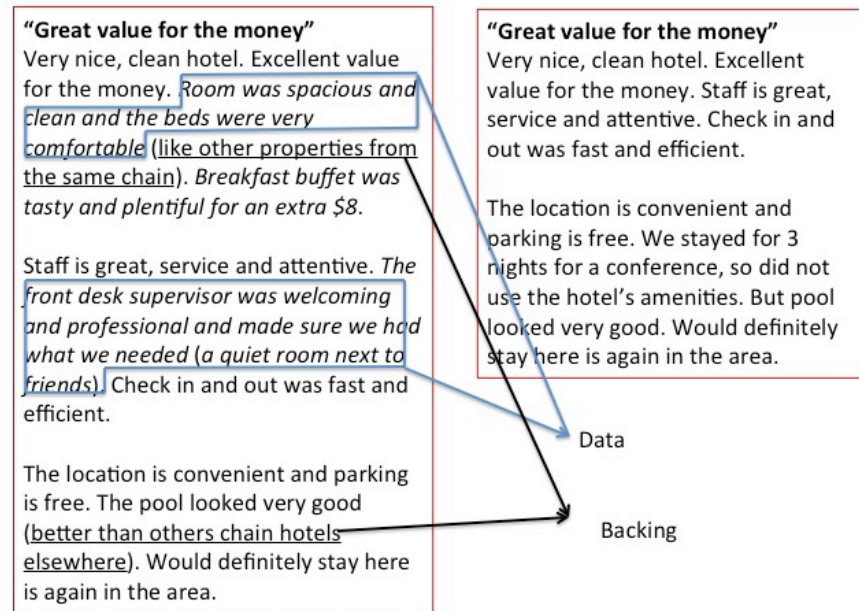 “Great value for the money”
Very nice, clean hotel. Excellent value
for the money. Room was spacious and
clean and the beds were very
comfortable (like other properties from
the same chain). Breakfast buffet was
tasty and plentiful for an extra $8.
Staff is great, service and attentive. The
front desk supervisor was welcoming
and professional and made sure we had
what we needed (a quiet room next to
friends). Check in and out was fast and
efficient.
The location is convenient and parking
is free. The pool looked very good
(better than others chain hotels
elsewhere). Would definitely stay here
is again in the area.
“Great value for the money”
Very nice, clean hotel. Excellent
value for the money. Staff is great,
service and attentive. Check in and
out was fast and efficient.
The location is convenient and
parking is free. We stayed for 3
nights for a conference, so did not
use the hotel’s amenities. But pool
looked very good. Would definitely
stay here is again in the area.
Data
Backing